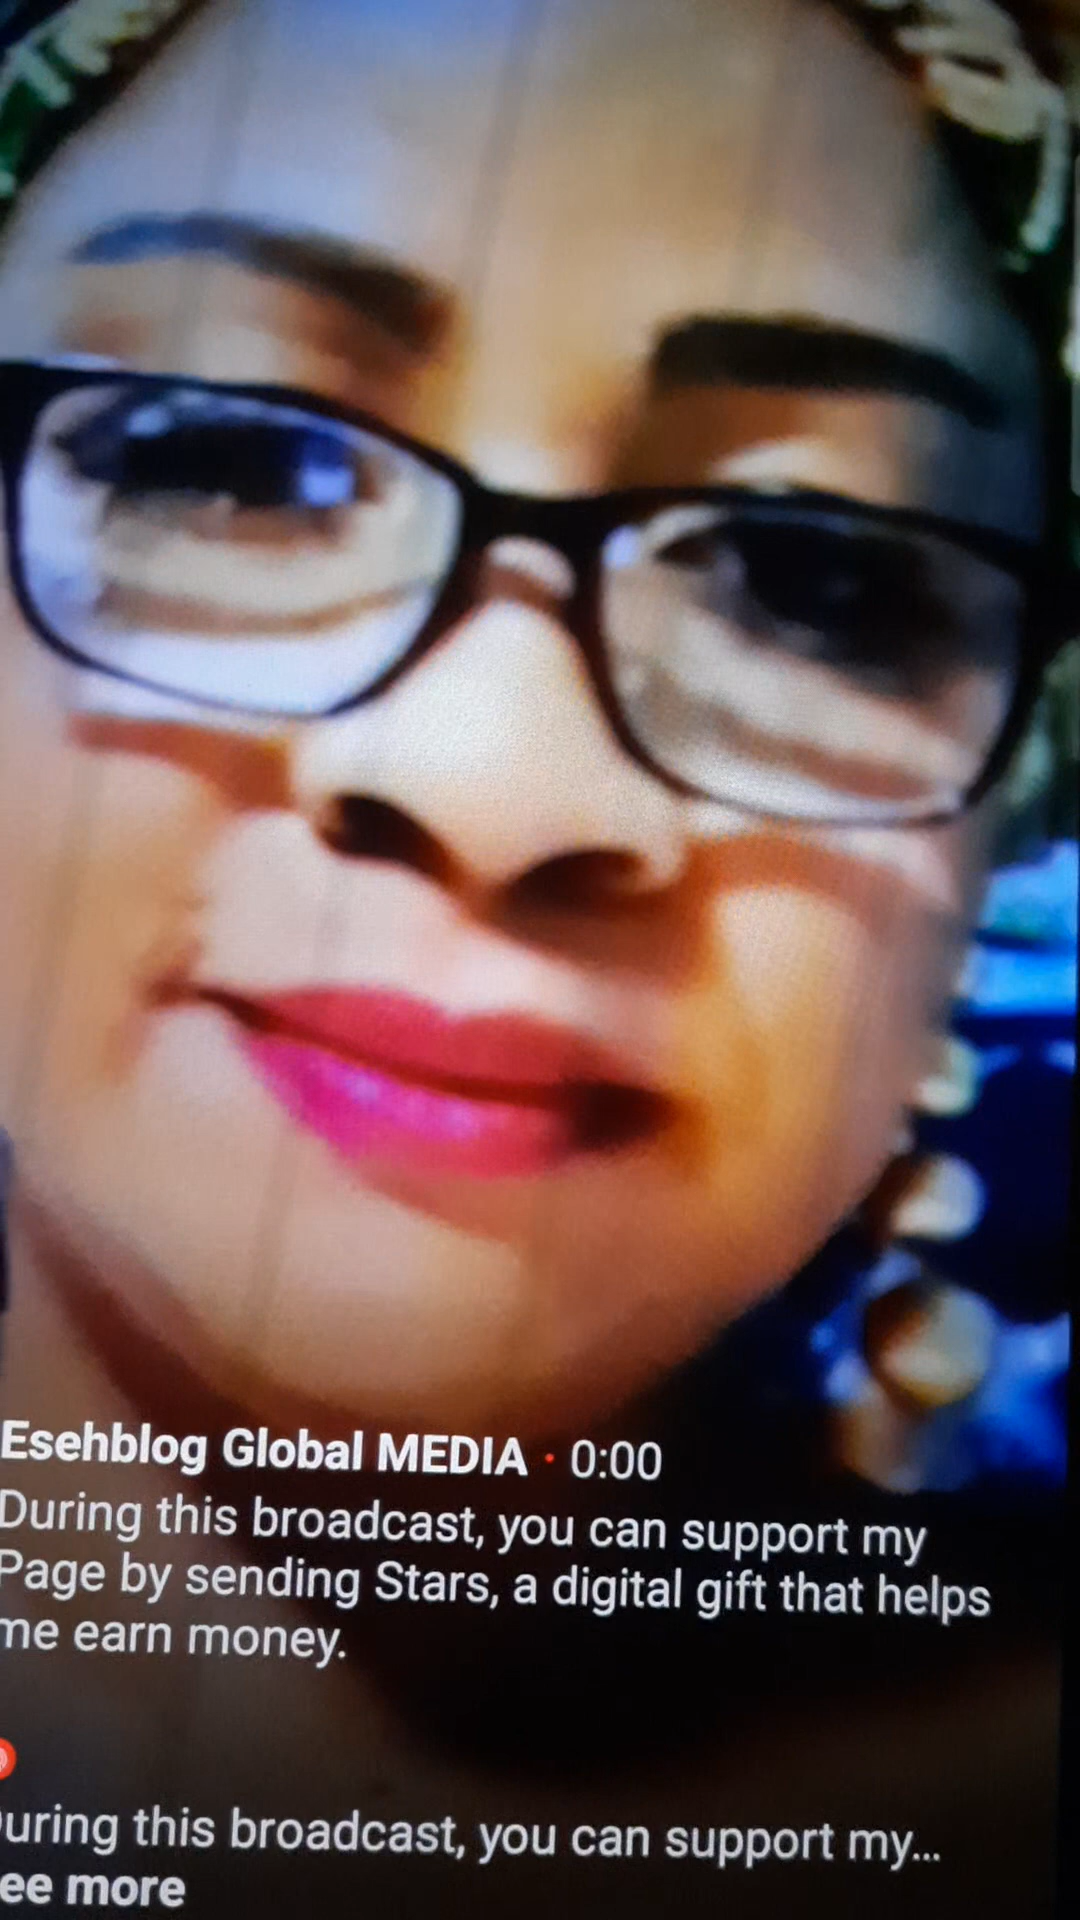 Esehblog Global MEDIA · 0:00
During this broadcast, you can support my
Page by sending Stars, a digital gift that helps
me earn money.
uring this broadcast, you can support my...
ee more